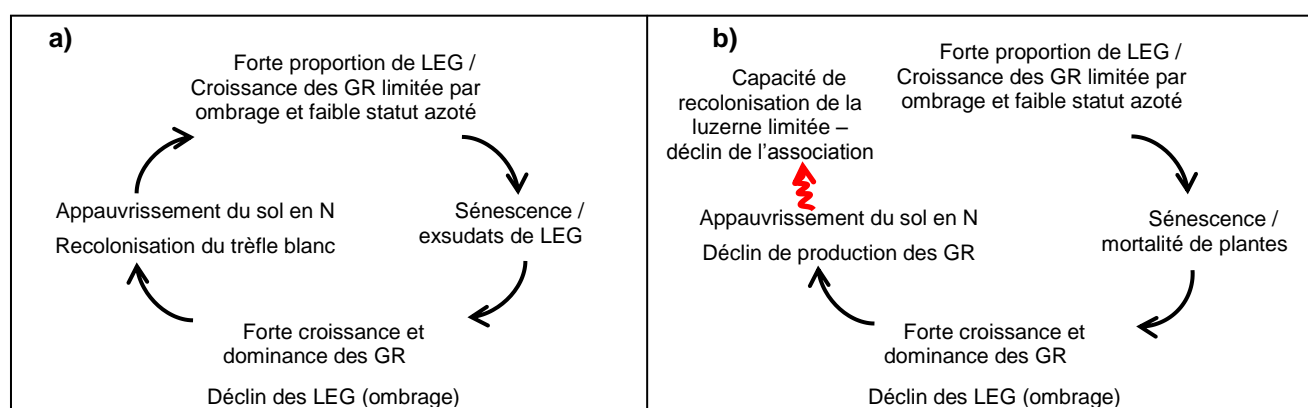 a)
Forte proportion de LEG /
Croissance des GR limitée par
ombrage et faible statut azoté
Sénescence /
exsudats de LEG
Forte croissance et
dominance des GR
Déclin des LEG (ombrage)
Appauvrissement du sol en N
Recolonisation du trèfle blanc
b)
Forte proportion de LEG /
Croissance des GR limitée par
ombrage et faible statut azoté
Sénescence /
mortalité de plantes
Forte croissance et
dominance des GR
Déclin des LEG (ombrage)
Appauvrissement du sol en N
Déclin de production des GR
Capacité de
recolonisation de la
luzerne limitée –
déclin de l'association